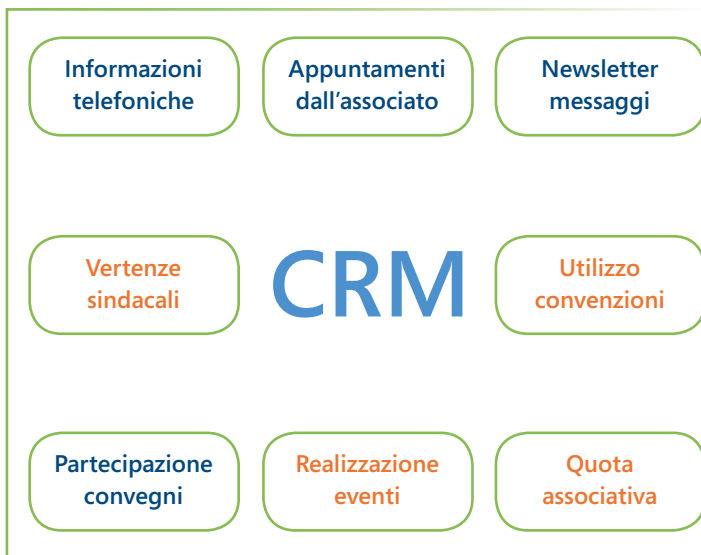 Informazioni
telefoniche
Appuntamenti
dall’associato
Newsletter
messaggi
Vertenze
sindacali
CRM
Utilizzo
convenzioni
Partecipazione
convegni
Realizzazione
eventi
Quota
associativa